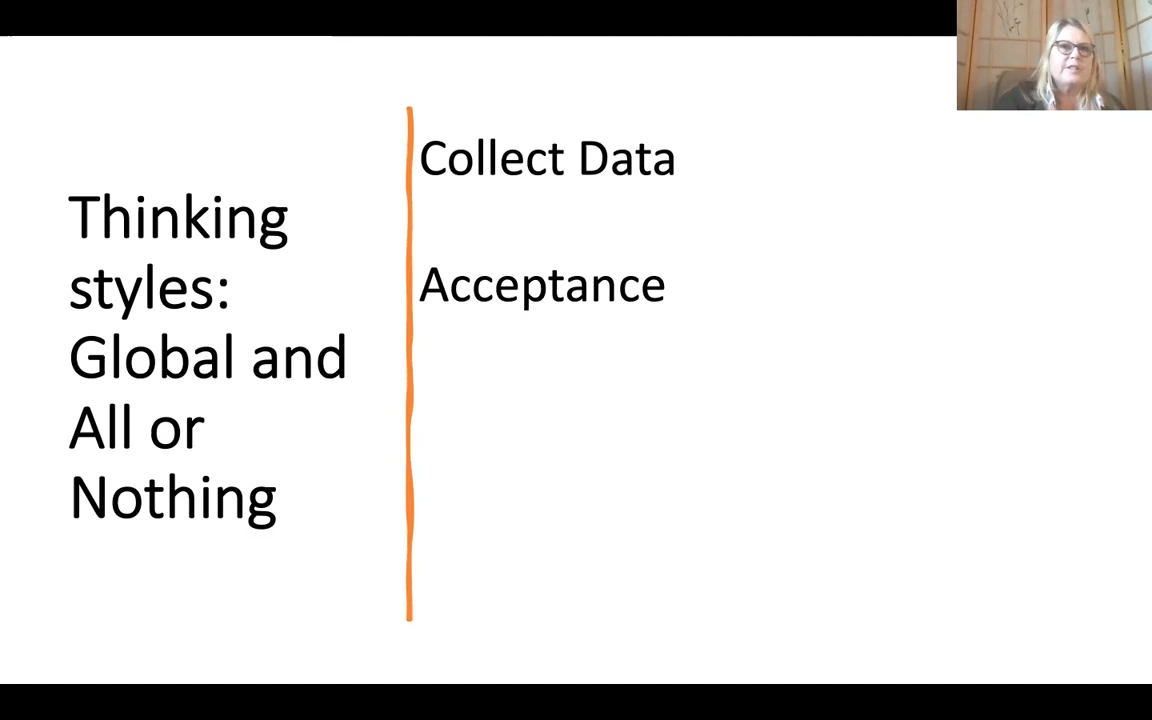 Thinking
styles:
Global and
All or
Nothing
Collect Data
Acceptance